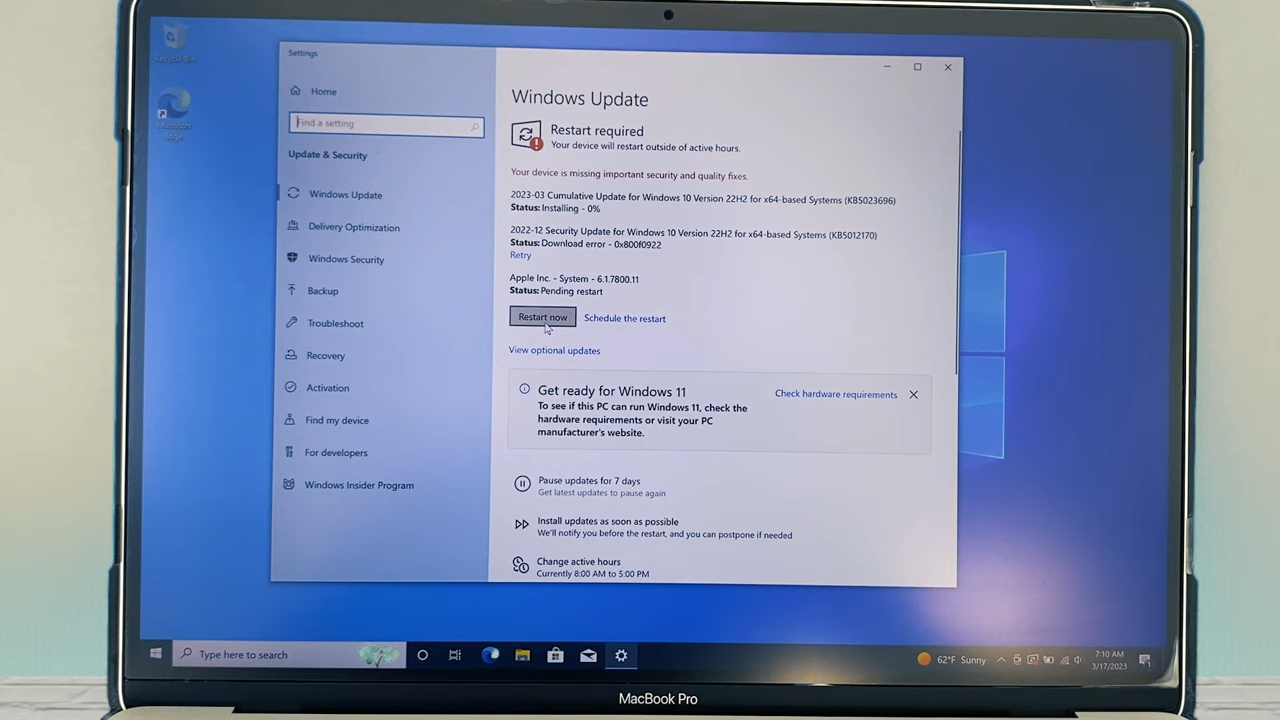 Recycle Bin
Microsoft
Edge
Settings
Home
Find a setting
Update & Security
Windows Update
Delivery Optimization
Windows Security
Backup
Troubleshoot
Recovery
Activation
Find my device
For developers
Windows Insider Program
Windows Update
Restart required
Your device will restart outside of active hours.
Your device is missing important security and quality fixes.
2023-03 Cumulative Update for Windows 10 Version 22H2 for x64-based Systems (KB5023696)
Status: Installing - 0%
2022-12 Security Update for Windows 10 Version 22H2 for x64-based Systems (KB5012170)
Status: Download error - 0x800f0922
Retry
Apple Inc. - System - 6.1.7800.11
Status: Pending restart
Restart now Schedule the restart
View optional updates
Get ready for Windows 11 Check hardware requirements
To see if this PC can run Windows 11, check the
hardware requirements or visit your PC
manufacturer's website.
Pause updates for 7 days
Get latest updates to pause again
Install updates as soon as possible
We'll notify you before the restart, and you can postpone if needed
Change active hours
Currently 8:00 AM to 5:00 PM
Type here to search
62°F Sunny
7:10 AM
3/17/2023
MacBook Pro